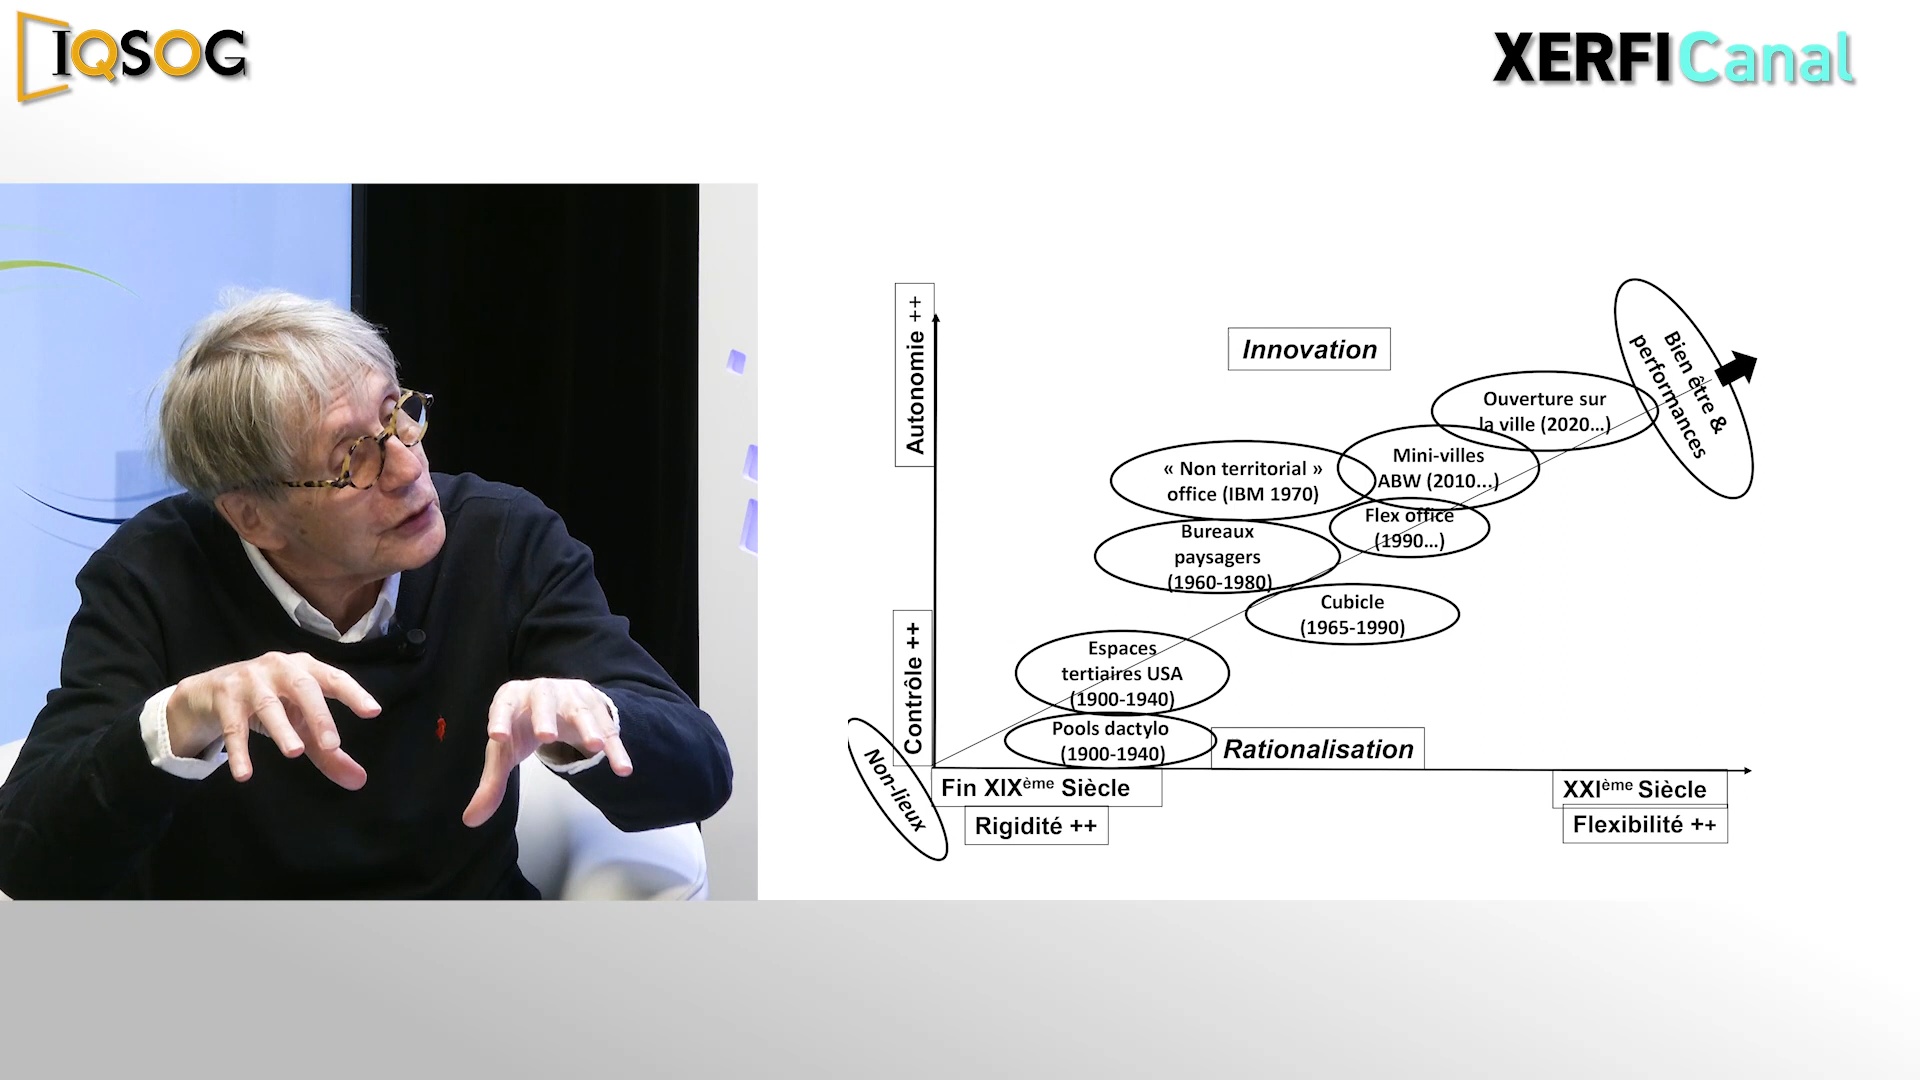 IQSOG
XERFI Canal
Autonomie ++
Innovation
Bien être &
performances
Ouverture sur
la ville (2020...)
Mini-villes
ABW (2010...)
« Non territorial »
office (IBM 1970)
Flex office
(1990...)
Bureaux
paysagers
(1960-1980)
Cubicle
(1965-1990)
Contrôle ++
Espaces
tertiaires USA
(1900-1940)
Pools dactylo
(1900-1940)
Rationalisation
Non-lieux
Fin XIXème Siècle
XXIème Siècle
Rigidité ++
Flexibilité ++